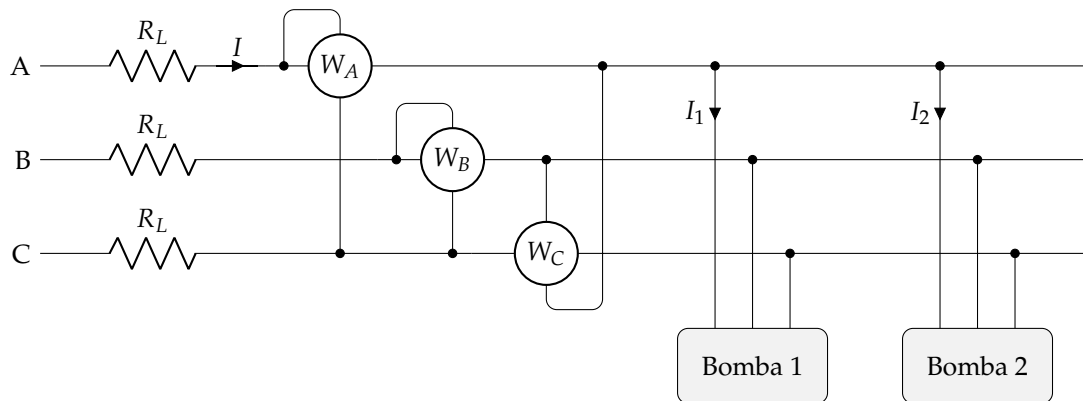 R_L
I
A
W_A
I_1
I_2
R_L
B
W_B
R_L
C
W_C
Bomba 1
Bomba 2